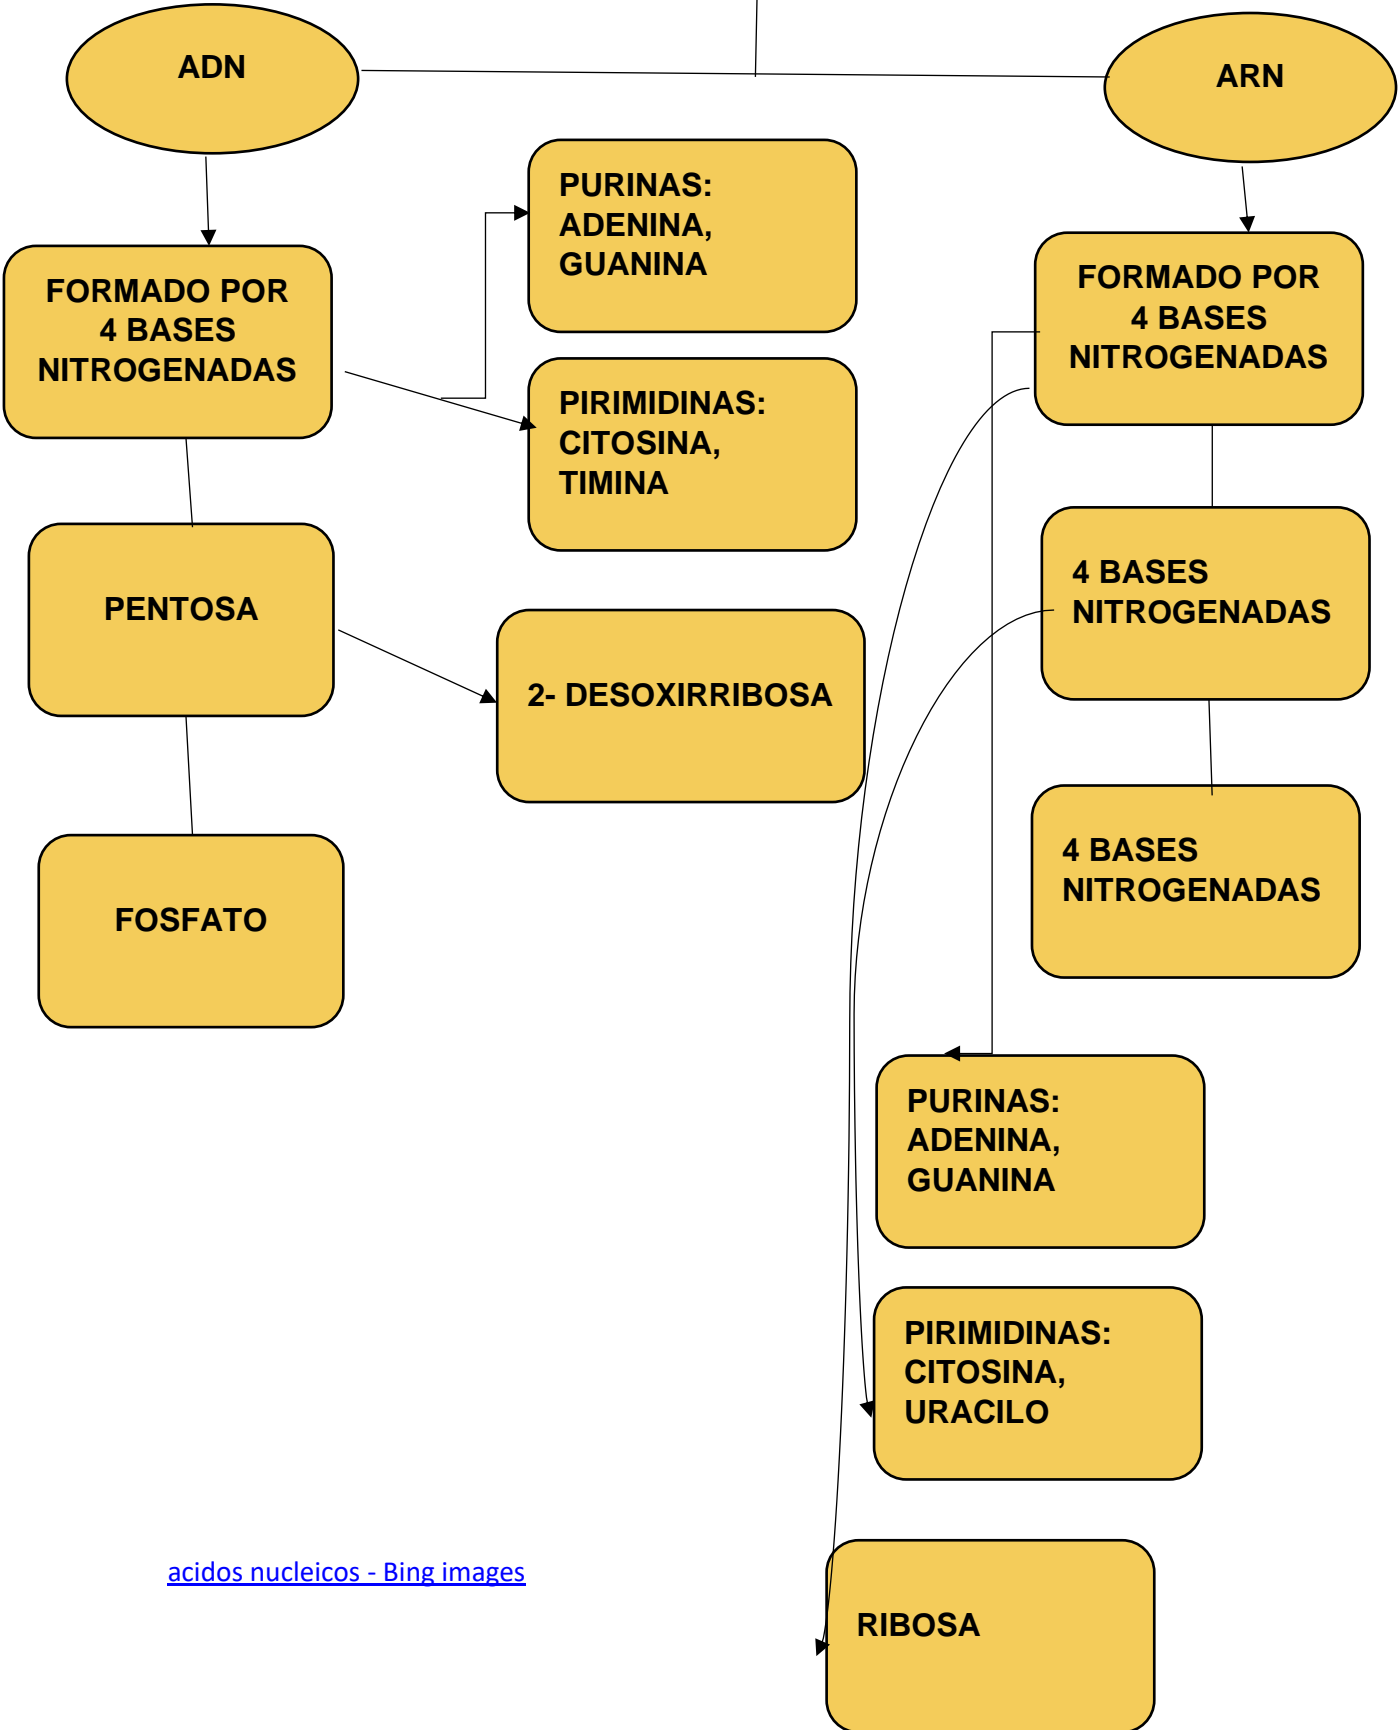 ADN
ARN
PURINAS:
ADENINA,
GUANINA
FORMADO POR
4 BASES
NITROGENADAS
FORMADO POR
4 BASES
NITROGENADAS
PIRIMIDINAS:
CITOSINA,
TIMINA
PENTOSA
4 BASES
NITROGENADAS
2- DESOXIRRIBOSA
4 BASES
NITROGENADAS
FOSFATO
PURINAS:
ADENINA,
GUANINA
PIRIMIDINAS:
CITOSINA,
URACILO
acidos nucleicos - Bing images
RIBOSA